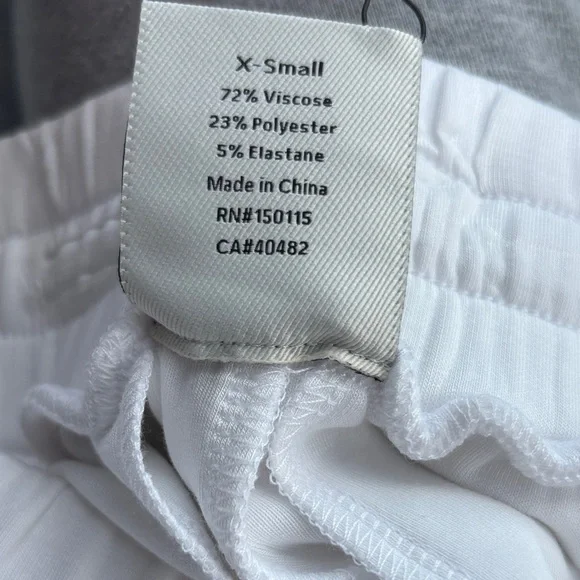 X-Small
72% Viscose
23% Polyester
5% Elastane
Made in China
RN#150115
CA#40482